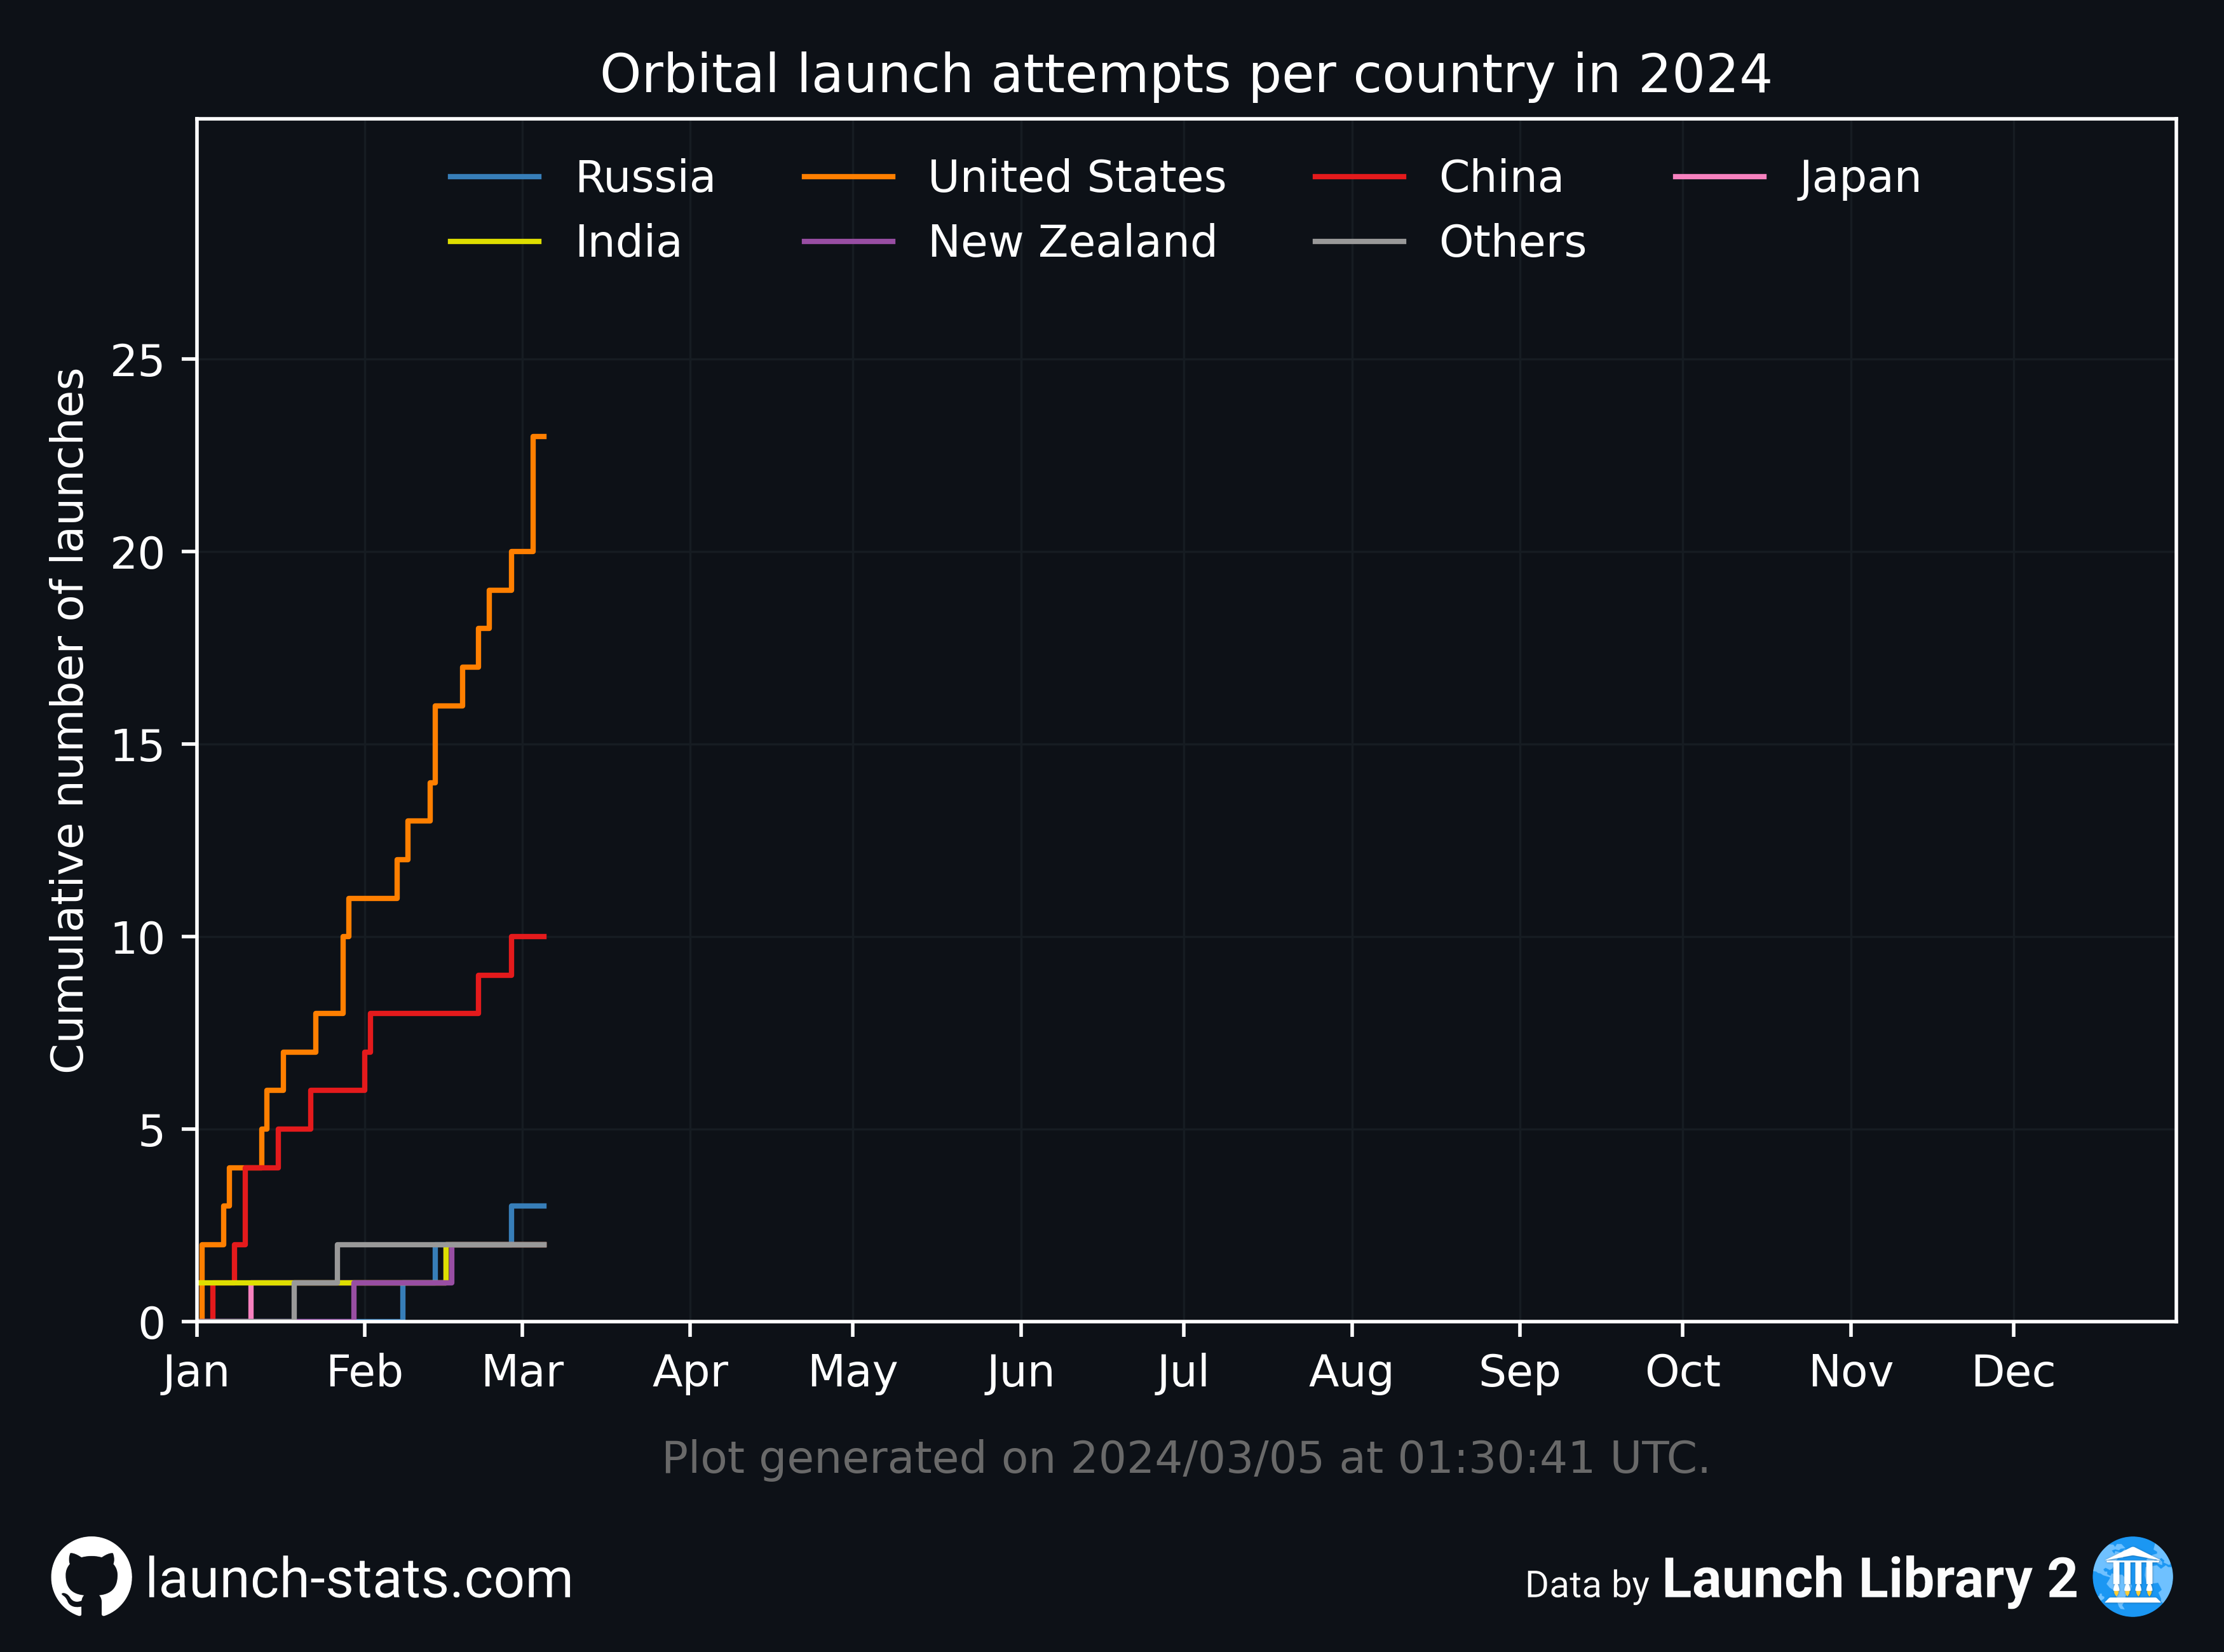 Orbital launch attempts per country in 2024
Russia United States China Japan
India New Zealand Others
Cumulative number of launches
25
20
15
10
5
0
Jan Feb Mar Apr May Jun Jul Aug Sep Oct Nov Dec
Plot generated on 2024/03/05 at 01:30:41 UTC.
launch-stats.com
Data by Launch Library 2